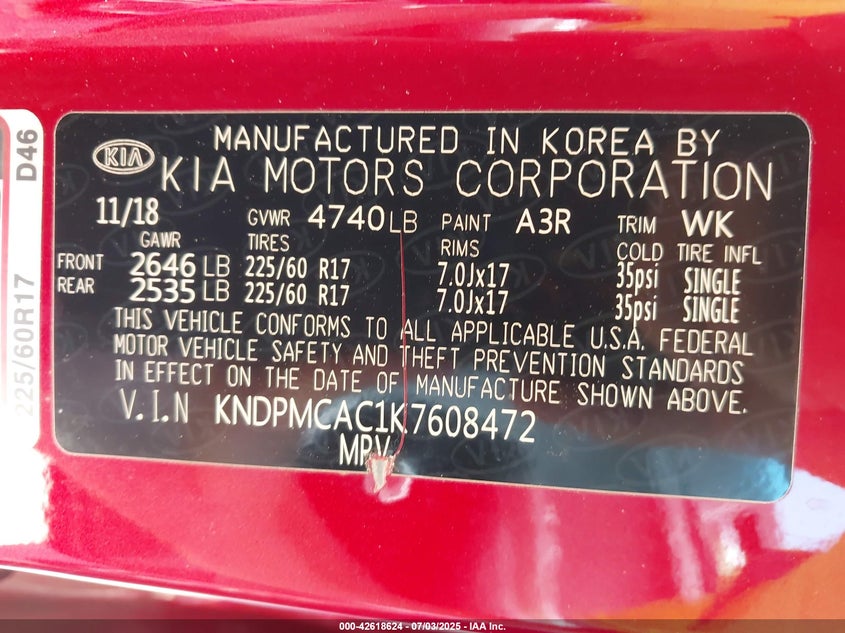 D46
225/60R17
KIA
MANUFACTURED IN KOREA BY
KIA MOTORS CORPORATION
11/18 GVWR 4740 LB PAINT A3R TRIM WK
GAWR TIRES RIMS COLD TIRE INFL
FRONT 2646 LB 225/60 R17 7.0Jx17 35psi SINGLE
REAR 2535 LB 225/60 R17 7.0Jx17 35psi SINGLE
THIS VEHICLE CONFORMS TO ALL APPLICABLE U.S.A. FEDERAL
MOTOR VEHICLE SAFETY AND THEFT PREVENTION STANDARDS
IN EFFECT ON THE DATE OF MANUFACTURE SHOWN ABOVE.
V.I.N KNDPMCAC1K7608472
MPV
000-42618624 - 07/03/2025 - IAA Inc.